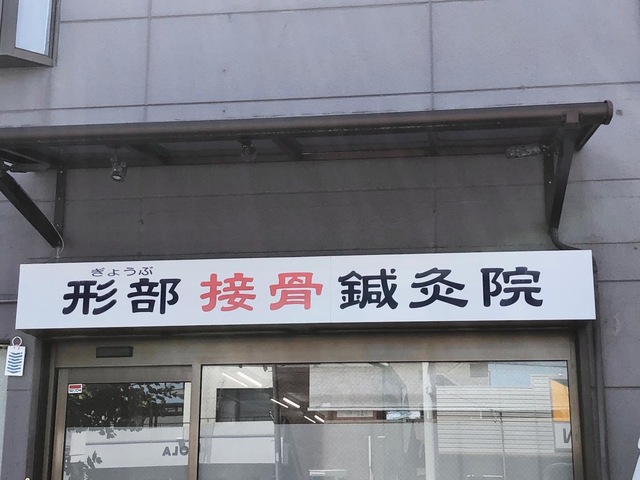 ぎょうぶ
形部 接骨 鍼灸院